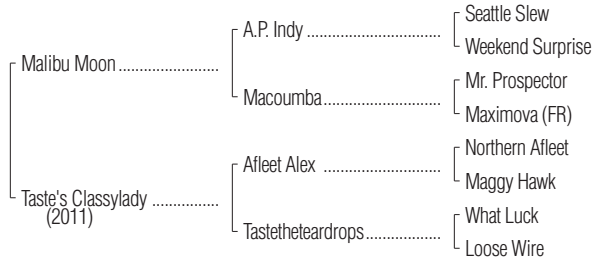 Seattle Slew
A.P. Indy ..............................
Weekend Surprise
Malibu Moon ......................
Mr. Prospector
Macoumba..........................
Maximova (FR)
Northern Afleet
Afleet Alex ..........................
Maggy Hawk
Taste's Classylady ...............
(2011)
What Luck
Tastetheteardrops.................
Loose Wire